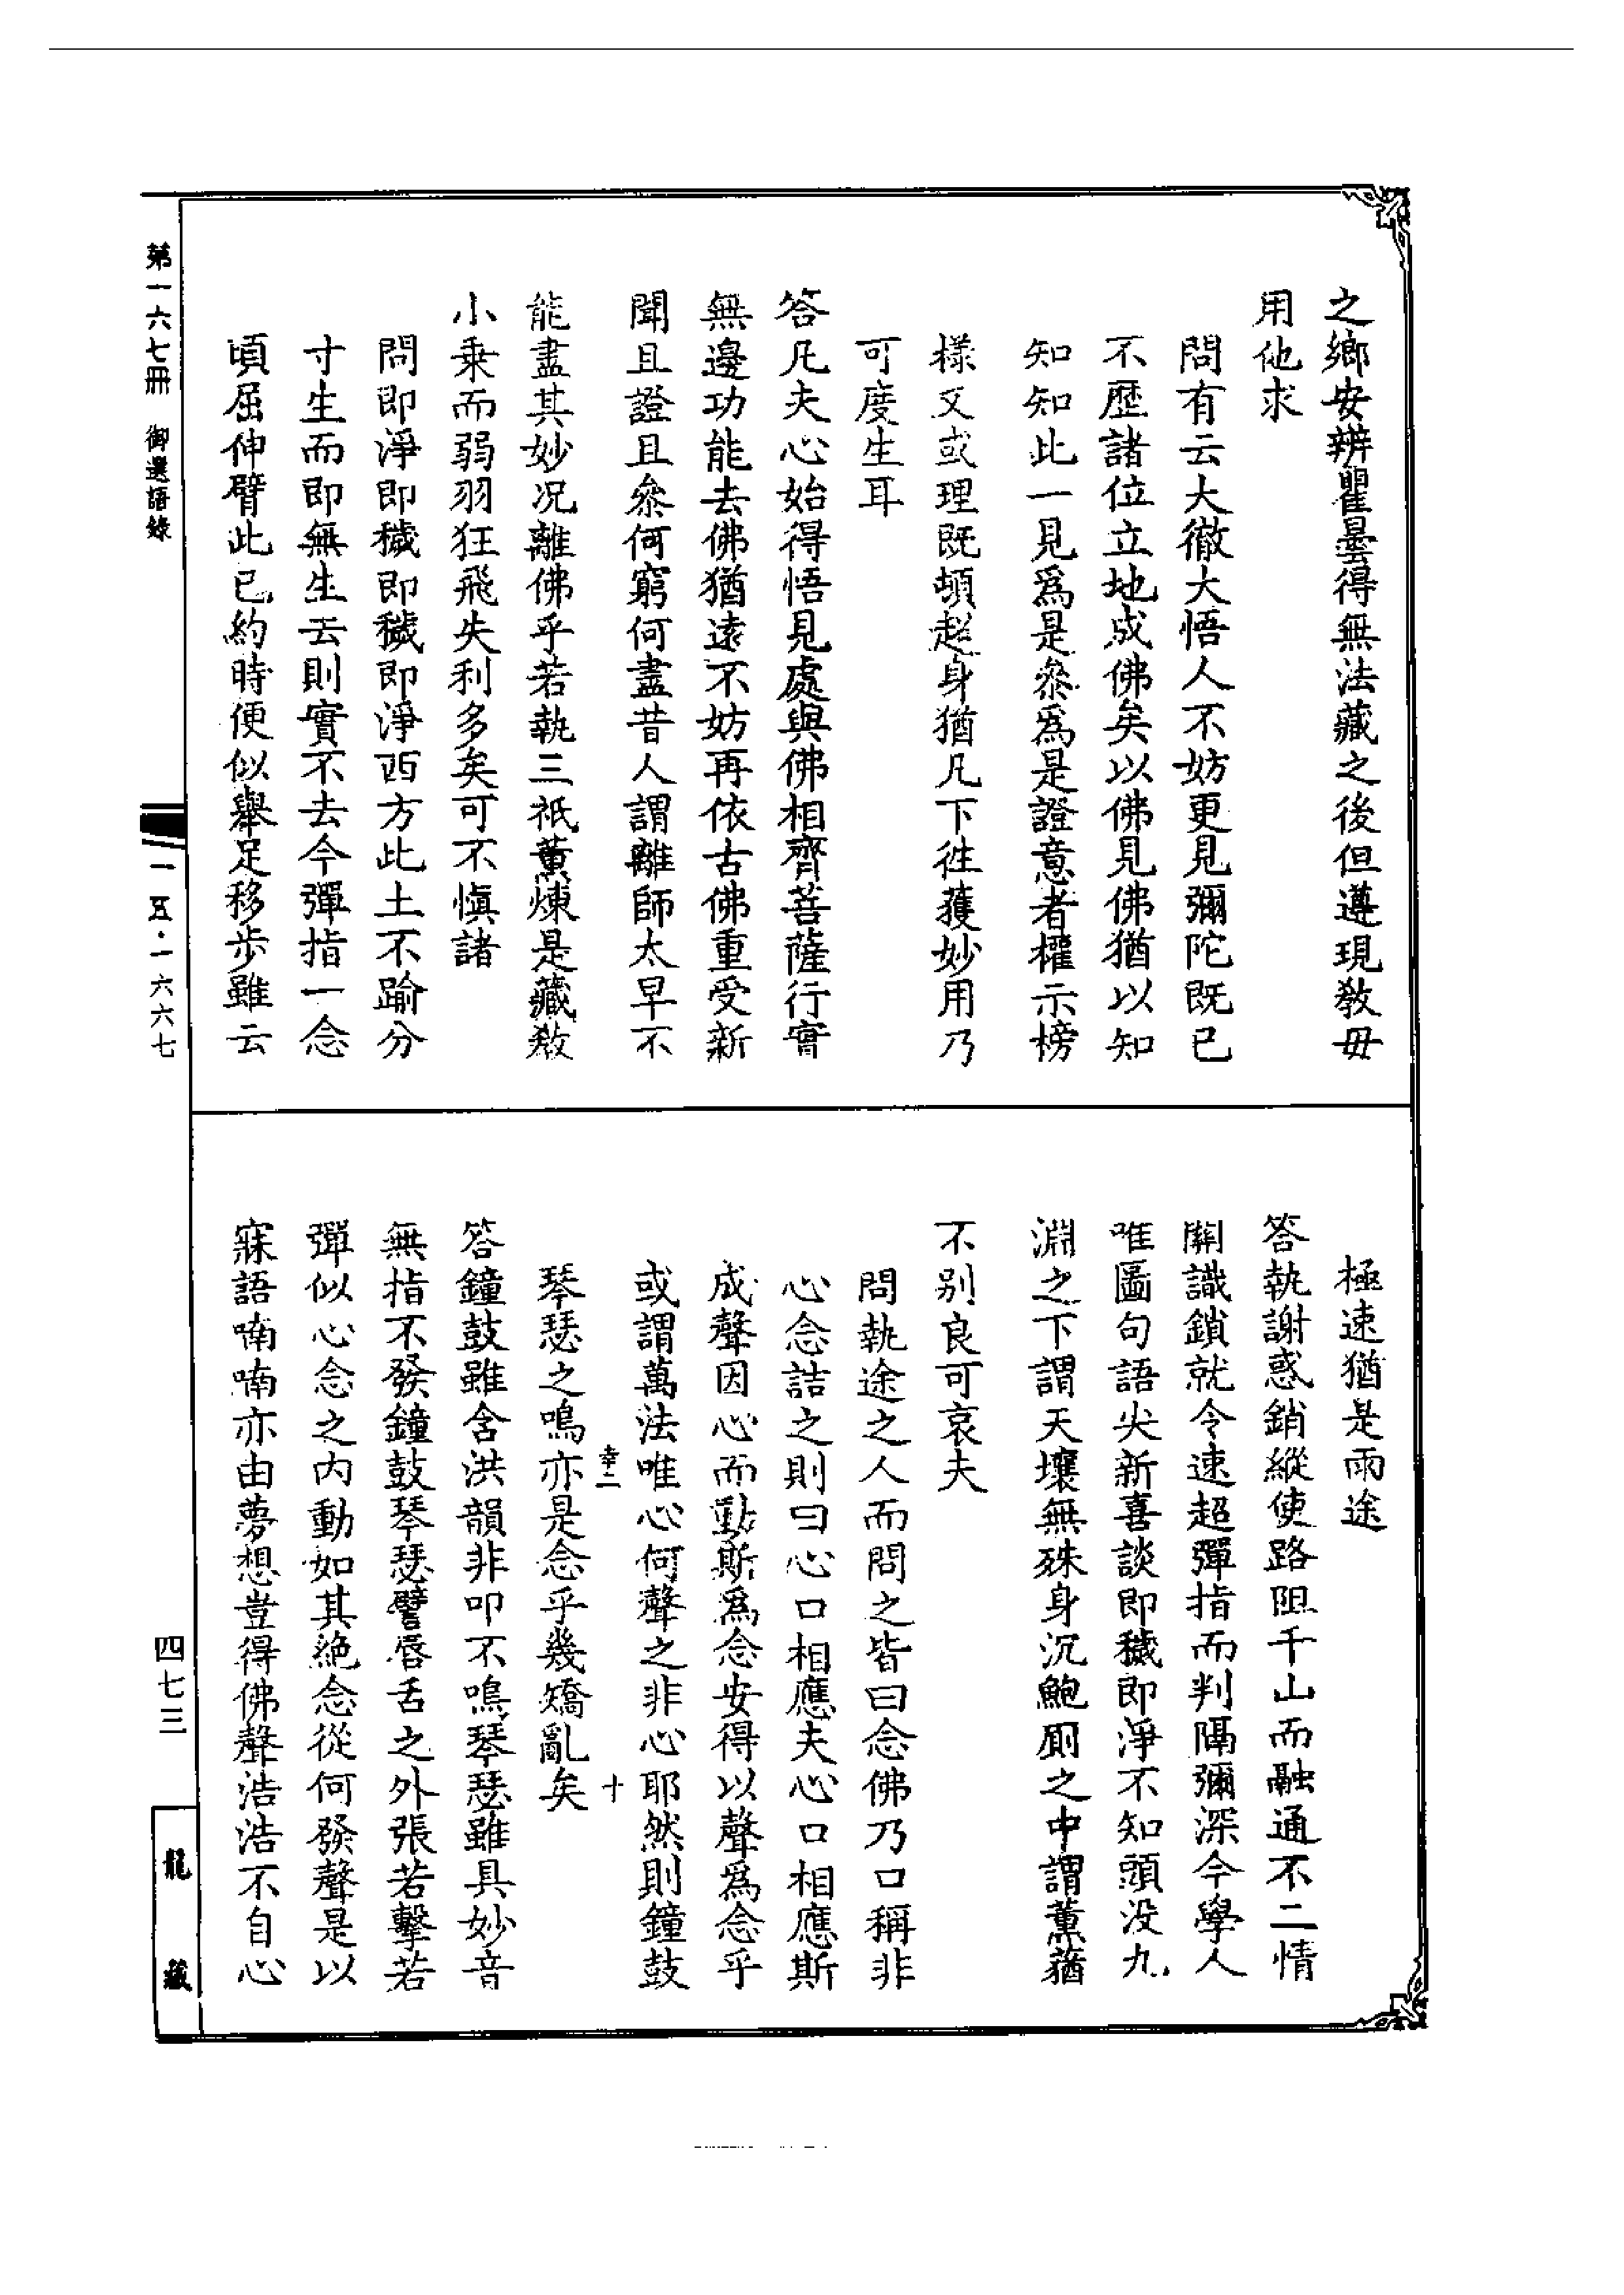 之鄉安辨瞿曇得無法藏之後但遵現敎毋
用他求
問有云大徹大悟人不妨更見彌陀既已
不歷諸位立地成佛矣以佛見佛猶以知
知知此一見爲是叅爲是證意者權示榜
樣又或理既頓超身猶凡下徃蒦妙用乃
可度生耳
答凡夫心始得悟見處與佛相齊菩薩行實
無邊功能去佛猶遠不妨再依古佛重受新
聞且證且叅何窮何盡昔人謂離師太早不
能盡其妙况離佛乎若執三祇薰煉是藏敎
小乗而弱羽狂飛失利多矣可不慎諸
問即淨即穢即穢即淨西方此土不踰分
寸生而即無生去則實不去今彈指一念
頃屈伸臂此已約時便似舉足移步雖云
極速猶是兩途
答執謝惑銷縱使路阻千山而融通不二情
關識鎖就令速超彈指而判隔彌深今學人
唯圖句語尖新喜談即穢即淨不知頭没九
淵之下謂天壤無殊身沉鮑厠之中謂薰蕕
不别良可哀夫
問執途之人而問之皆曰念佛乃口稱非
心念詰之則曰心口相應夫心口相應斯
成聲因心而動斯爲念安得以聲爲念乎
或謂萬法唯心何聲之非心耶然則鐘鼓
琴瑟之鳴亦是念乎幾矯亂矣
幸二 十
答鐘鼓雖含洪韻非叩不鳴琴瑟雖具妙音
無指不發鐘鼓琴瑟譬唇舌之外張若擊若
彈似心念之内動如其絶念從何發聲是以
寐語喃喃亦由夢想豈得佛聲浩浩不自心
第一六七冊 御選語錄
一五·一六六七
四七三
龍藏